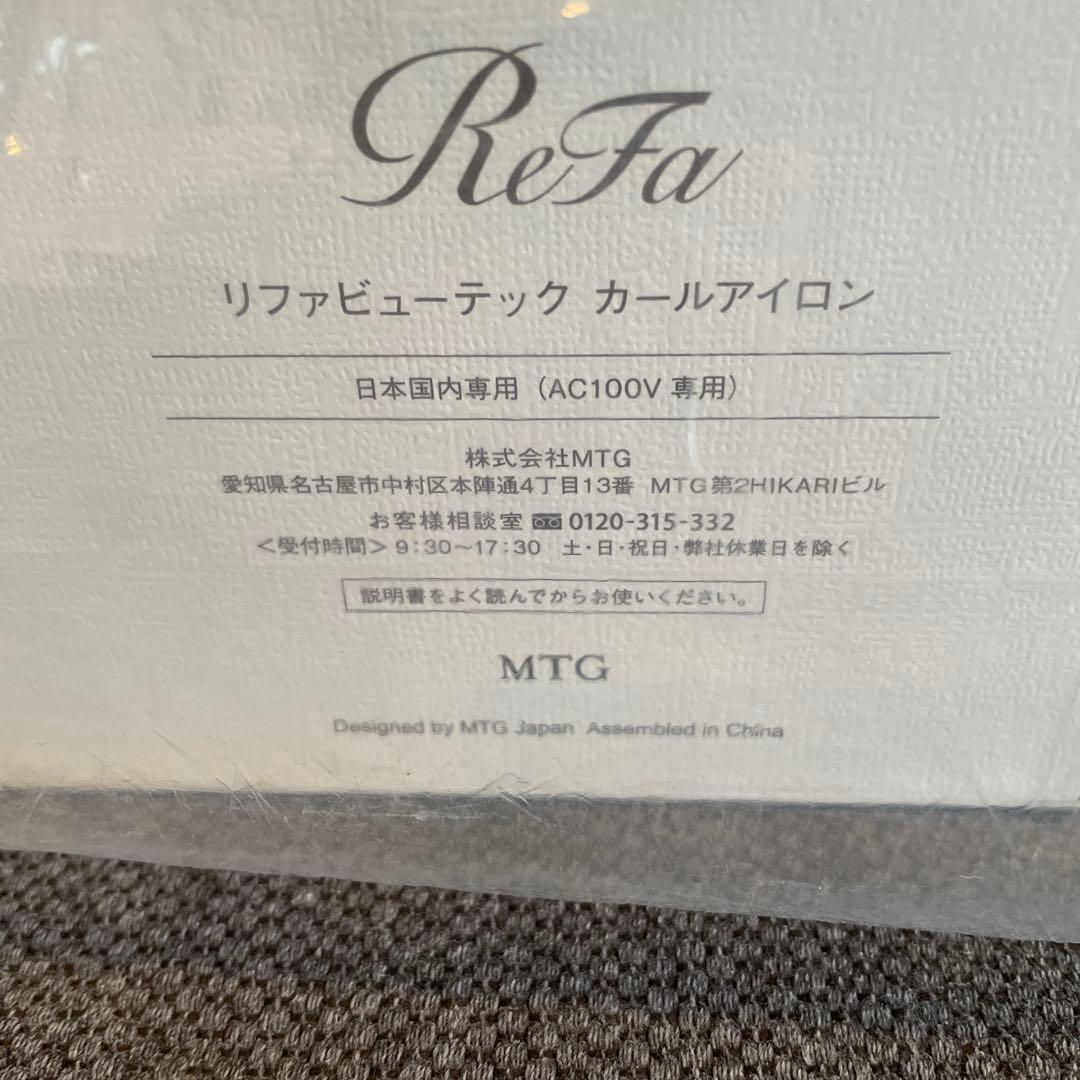 ReFa
リファビューテック カールアイロン
日本国内専用（AC100V 専用）
株式会社MTG
愛知県名古屋市中村区本陣通4丁目13番 MTG第2HIKARIビル
お客様相談室 0120-315-332
＜受付時間＞9:30〜17:30 土・日・祝日・弊社休業日を除く
説明書をよく読んでからお使いください。
MTG
Designed by MTG Japan Assembled in China